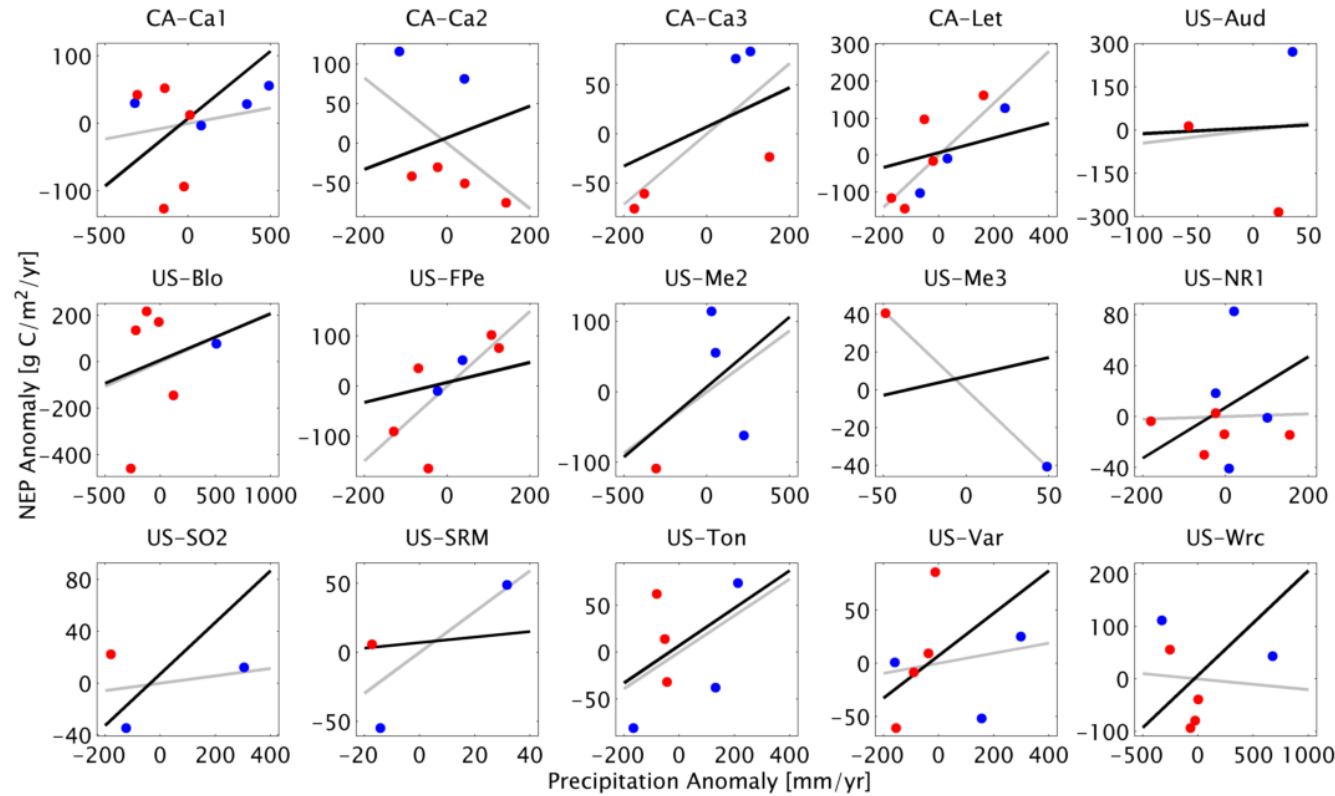 CA-Ca1 CA-Ca2 CA-Ca3 CA-Let US-Aud
100 0 −100 −500 0 500
100 50 0 −50 −200 0 200
50 0 −50 −200 0 200
300 200 100 0 −100 −200 0 200 400
300 150 0 −150 −300 −100 −50 0 50
NEP Anomaly [g C/m²/yr]
US-Blo US-FPe US-Me2 US-Me3 US-NR1
200 0 −200 −400 −500 0 500 1000
100 0 −100 −200 0 200
100 0 −100 −500 0 500
40 20 0 −20 −40 −50 0 50
80 40 0 −40 −200 0 200
US-SO2 US-SRM US-Ton US-Var US-Wrc
80 40 0 −40 −200 0 200 400
50 0 −50 −20 0 20 40
50 0 −50 −200 0 200 400
50 0 −50 −200 0 200 400
200 100 0 −100 −500 0 500 1000
Precipitation Anomaly [mm/yr]